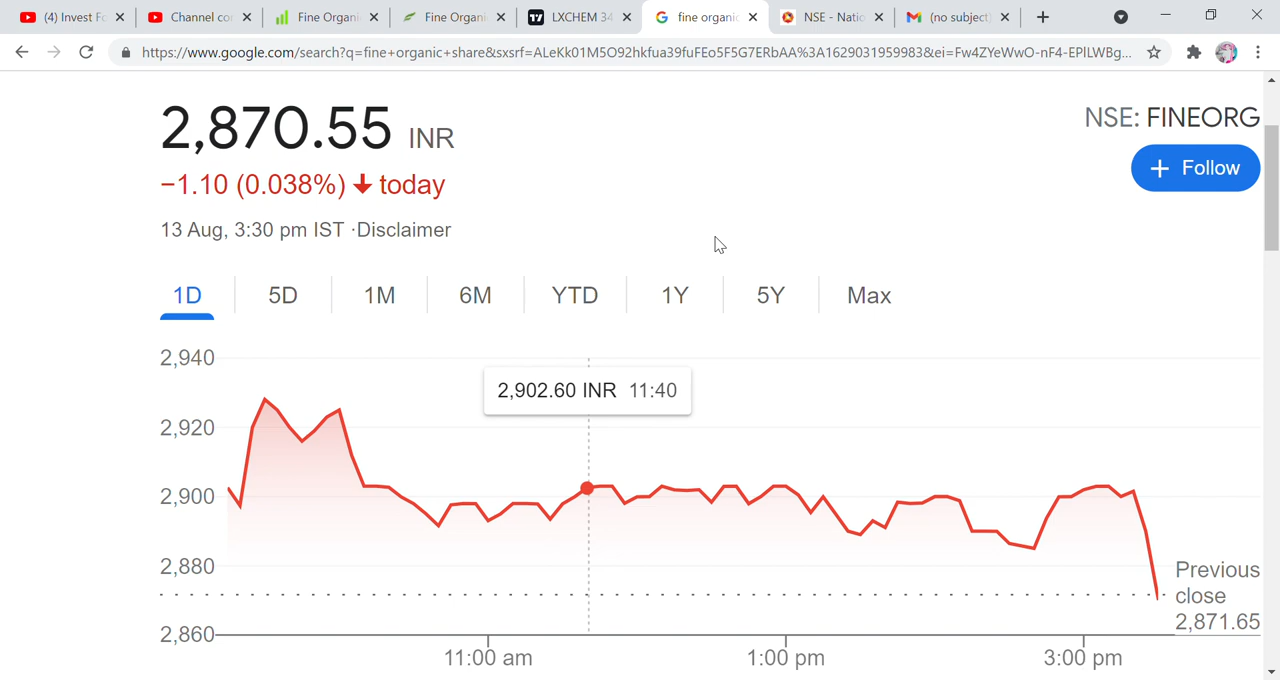 (4) Invest Fo
Channel con
Fine Organi
Fine Organi
LXCHEM 34
fine organic
NSE - Natio
(no subject)
https://www.google.com/search?q=fine+organic+share&sxsrf=ALeKk01M5O92hkfua39fuFEo5F5G7ERbAA%3A1629031959983&ei=Fw4ZYeWwO-nF4-EPlLWBg...
2,870.55 INR
NSE: FINEORG
−1.10 (0.038%) today
+ Follow
13 Aug, 3:30 pm IST ·Disclaimer
1D 5D 1M 6M YTD 1Y 5Y Max
2,940
2,902.60 INR 11:40
2,920
2,900
2,880
Previous
close
2,871.65
2,860
11:00 am 1:00 pm 3:00 pm